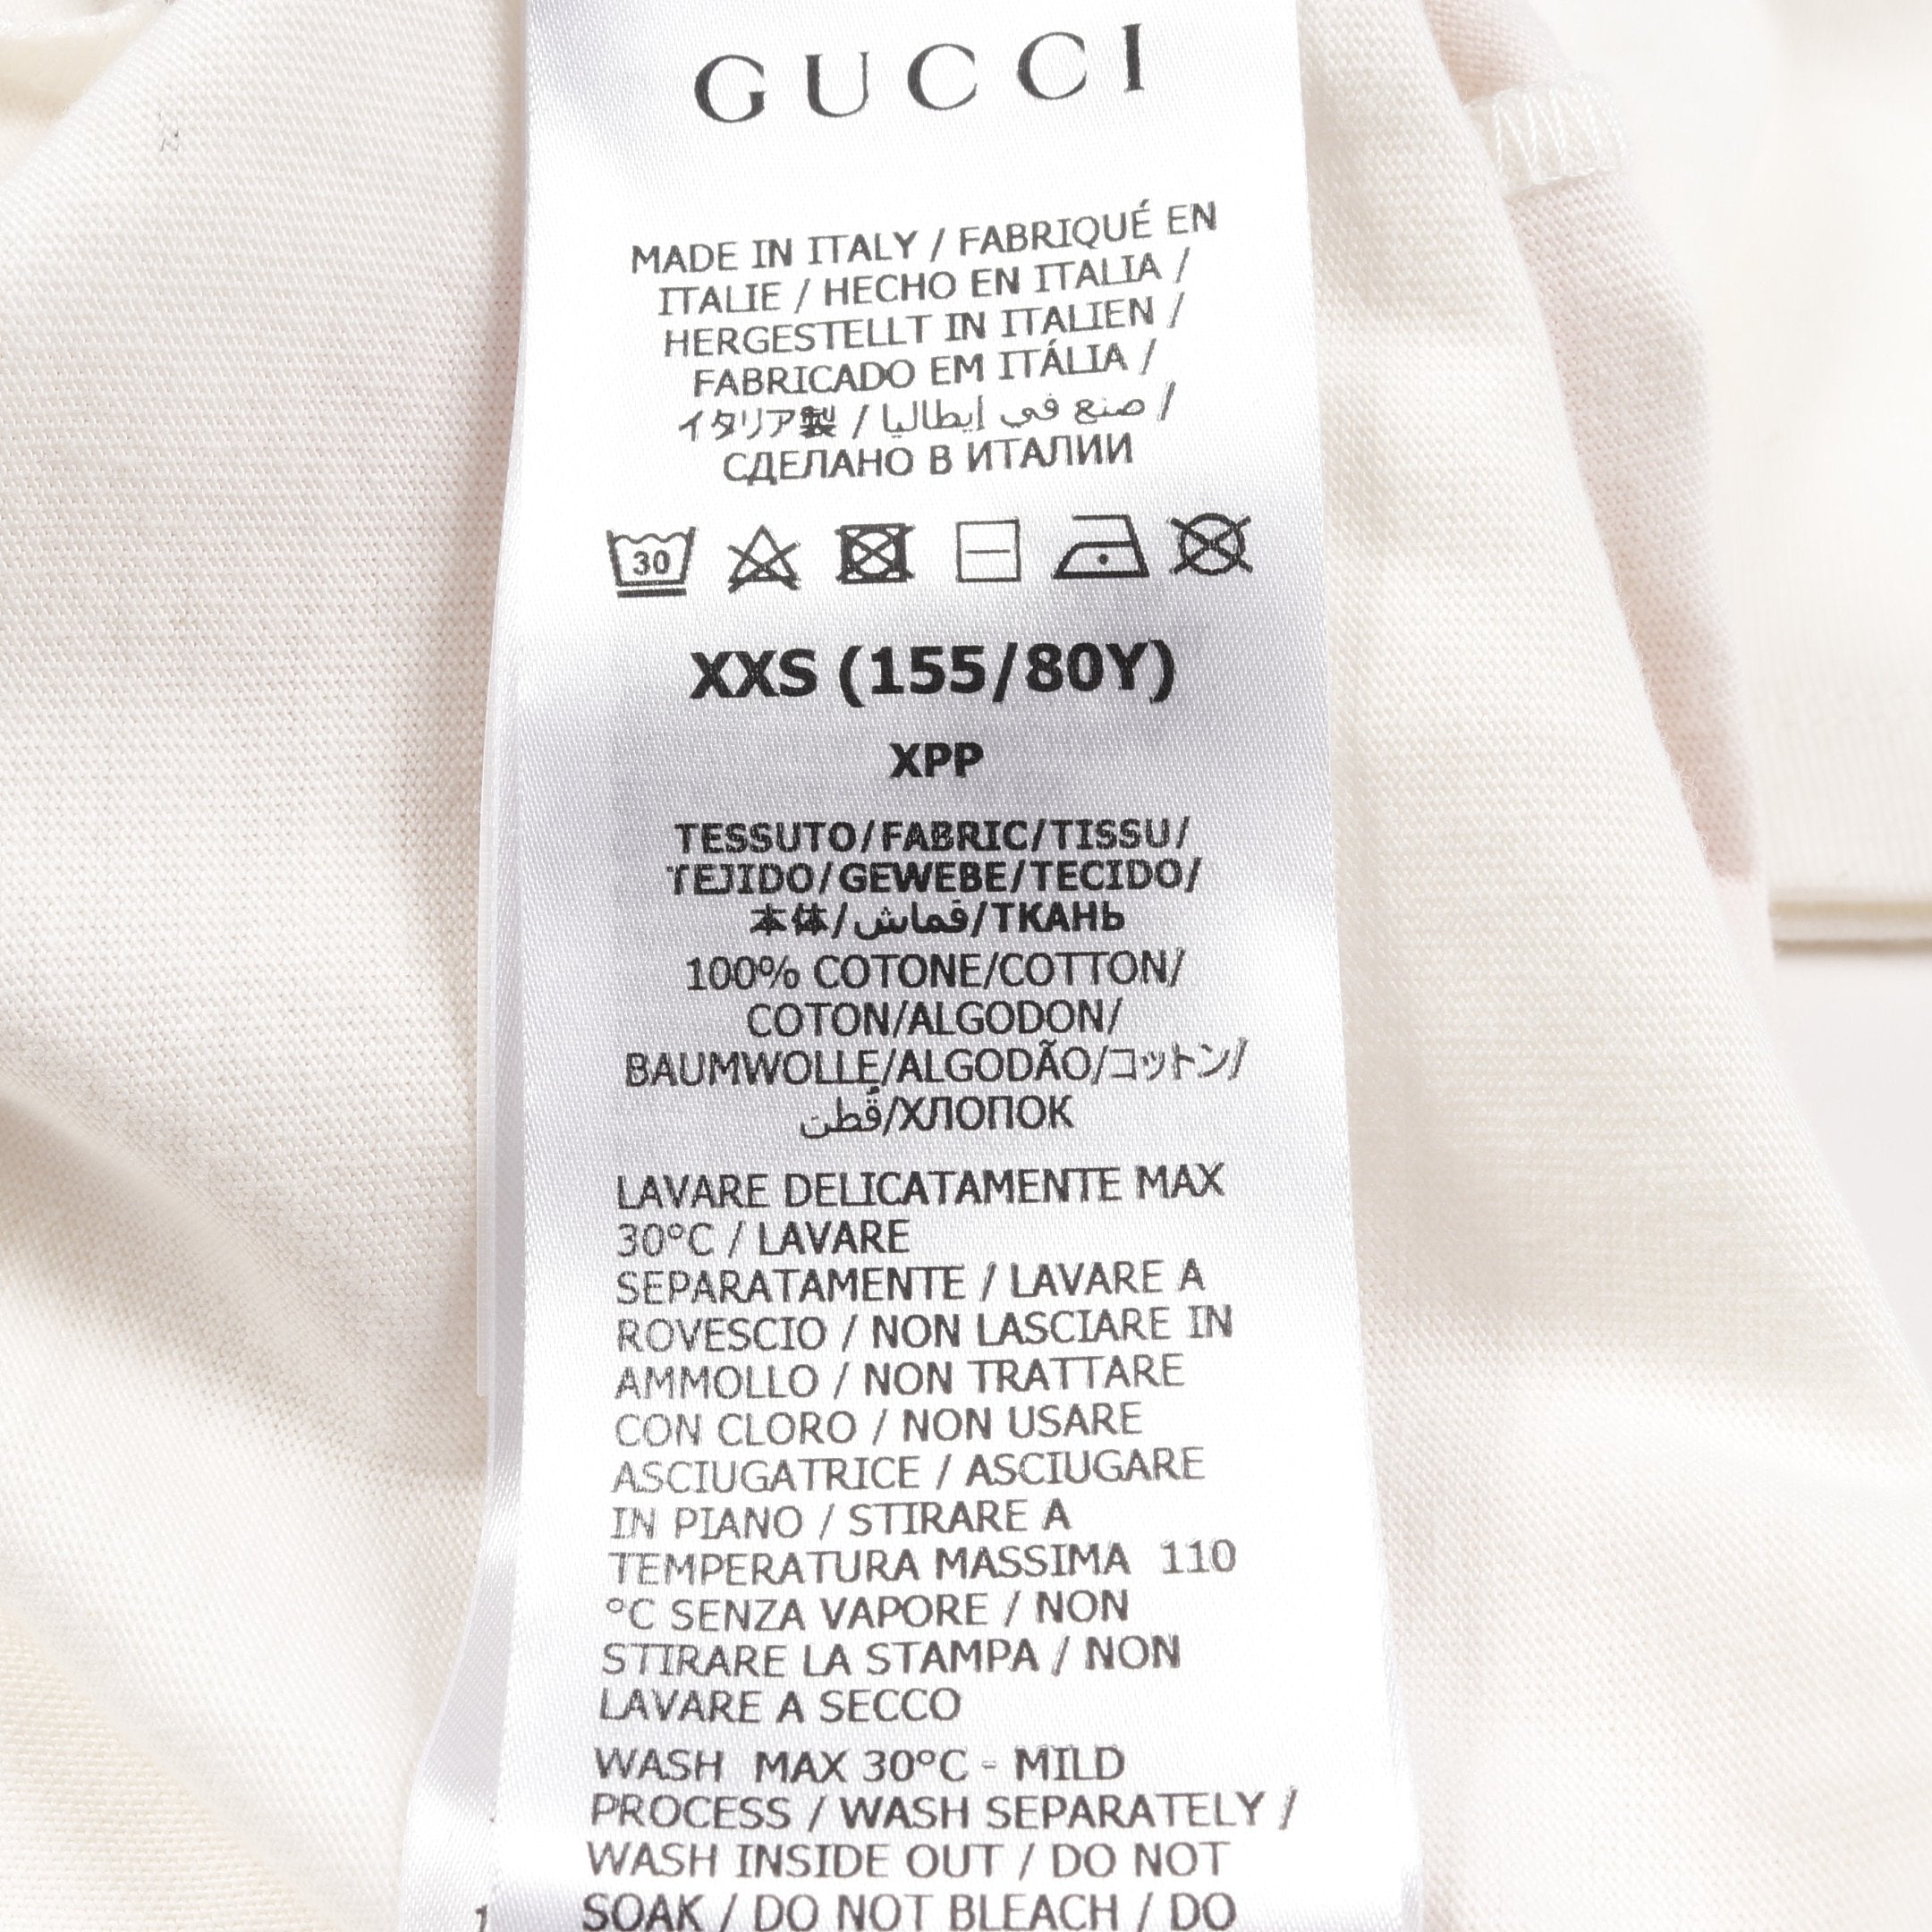 GUCCI
MADE IN ITALY / FABRIQUÉ EN
ITALIE / HECHO EN ITALIA /
HERGESTELLT IN ITALIEN /
FABRICADO EM ITÁLIA /
イタリア製 / صنع في إيطاليا /
СДЕЛАНО В ИТАЛИИ
30
XXS (155/80Y)
XPP
TESSUTO/FABRIC/TISSU/
TEJIDO/GEWEBE/TECIDO/
本体/قماش/ТКАНЬ
100% COTONE/COTTON/
COTON/ALGODON/
BAUMWOLLE/ALGODÃO/コットン/
قُطن/ХЛОПОК
LAVARE DELICATAMENTE MAX
30°C / LAVARE
SEPARATAMENTE / LAVARE A
ROVESCIO / NON LASCIARE IN
AMMOLLO / NON TRATTARE
CON CLORO / NON USARE
ASCIUGATRICE / ASCIUGARE
IN PIANO / STIRARE A
TEMPERATURA MASSIMA 110
°C SENZA VAPORE / NON
STIRARE LA STAMPA / NON
LAVARE A SECCO
WASH MAX 30°C - MILD
PROCESS / WASH SEPARATELY /
WASH INSIDE OUT / DO NOT
SOAK / DO NOT BLEACH / DO